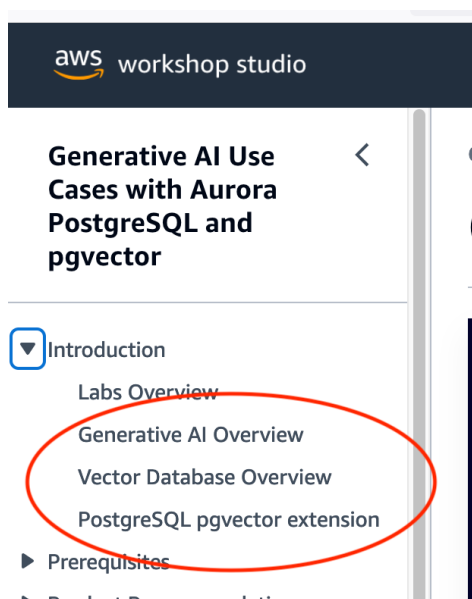 aws workshop studio
Generative AI Use
Cases with Aurora
PostgreSQL and
pgvector
Introduction
Labs Overview
Generative AI Overview
Vector Database Overview
PostgreSQL pgvector extension
Prerequisites